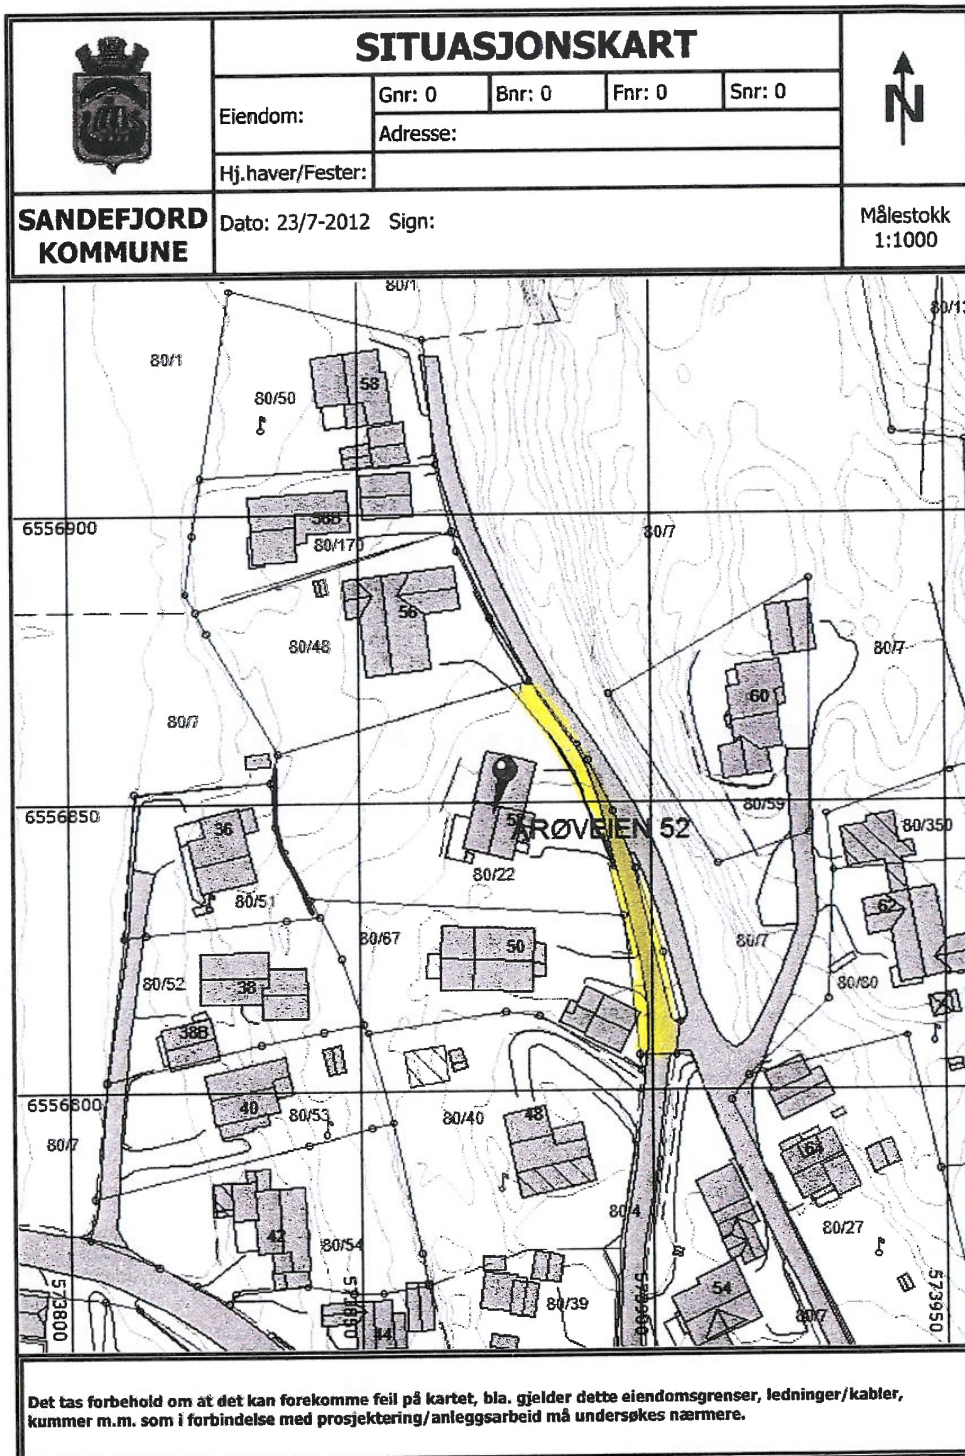 SITUASJONSKART
Eiendom:
Gnr: 0
Bnr: 0
Fnr: 0
Snr: 0
Adresse:
Hj.haver/Fester:
N
SANDEFJORD
KOMMUNE
Dato: 23/7-2012 Sign:
Målestokk
1:1000
80/1
80/1
80/50
58
6556900
58B
80/170
80/7
56
80/48
80/7
60
80/7
6556850
36
ÅRØVEIEN 52
80/59
80/350
80/22
80/51
62
80/67
50
80/7
80/52
38
80/80
38B
6556800
40
80/53
80/40
48
80/7
64
80/4
80/27
42
80/54
80/39
54
80/7
44
573800
573850
573900
573950
Det tas forbehold om at det kan forekomme feil på kartet, bla. gjelder dette eiendomsgrenser, ledninger/kabler,
kummer m.m. som i forbindelse med prosjektering/anleggsarbeid må undersøkes nærmere.